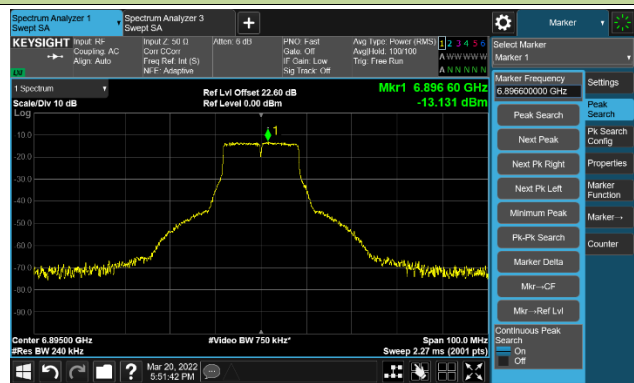 Spectrum Analyzer 1
Swept SA
Spectrum Analyzer 3
Swept SA
+
Marker
KEYSIGHT
Input: RF
Coupling: AC
Align: Auto
Input Z: 50 Ω
Corr CCorr
Freq Ref: Int (S)
NFE: Adaptive
Atten: 6 dB
PNO: Fast
Gate: Off
IF Gain: Low
Sig Track: Off
Avg Type: Power (RMS)
Avg|Hold: 100/100
Trig: Free Run
1 2 3 4 5 6
A W W W W W
A N N N N N
LXI
Select Marker
Marker 1
1 Spectrum
Scale/Div 10 dB
Log
Ref Lvl Offset 22.60 dB
Ref Level 0.00 dBm
Mkr1 6.896 60 GHz
-13.131 dBm
1
-10.0
-20.0
-30.0
-40.0
-50.0
-60.0
-70.0
-80.0
-90.0
Center 6.89500 GHz
#Res BW 240 kHz
#Video BW 750 kHz*
Span 100.0 MHz
Sweep 2.27 ms (2001 pts)
Marker Frequency
6.896600000 GHz
Peak Search
Next Peak
Next Pk Right
Next Pk Left
Minimum Peak
Pk-Pk Search
Marker Delta
Mkr→CF
Mkr→Ref Lvl
Continuous Peak
Search
On
Off
Settings
Peak
Search
Pk Search
Config
Properties
Marker
Function
Marker→
Counter
?
Mar 20, 2022
5:51:42 PM